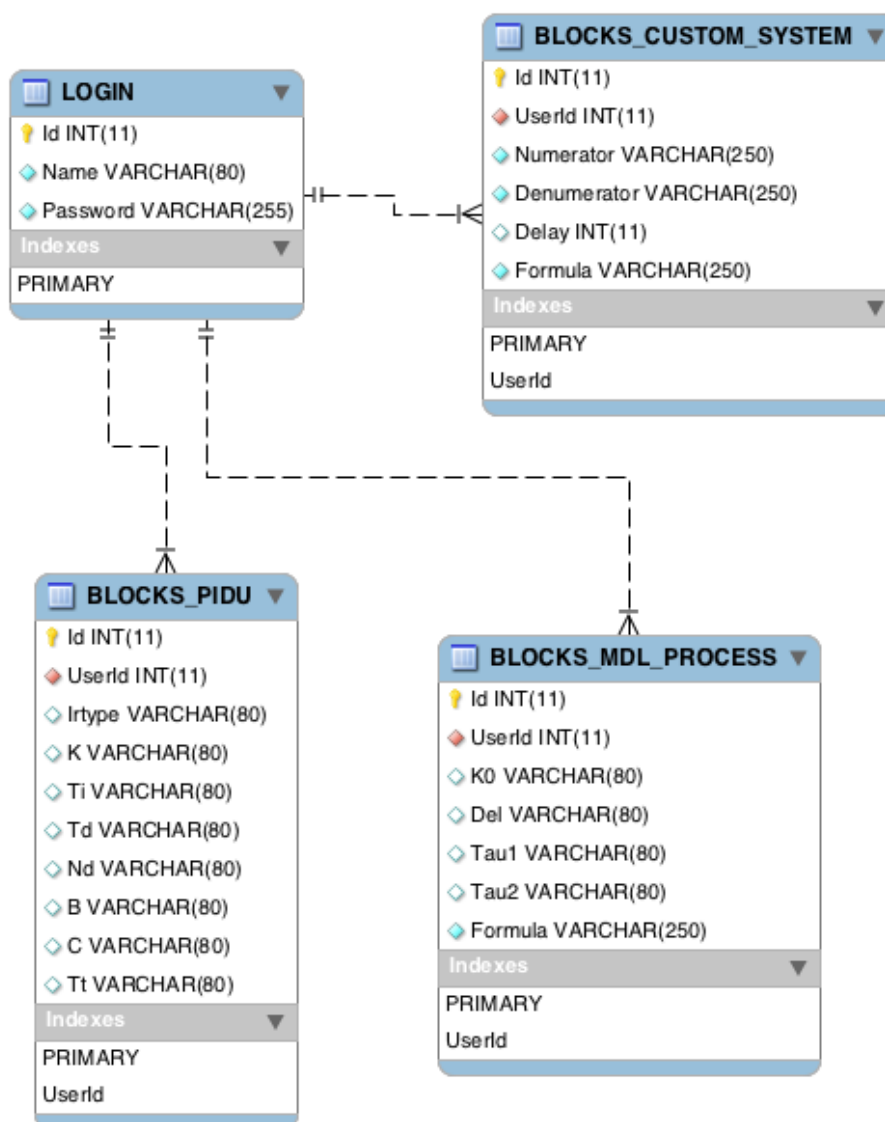 LOGIN
Id INT(11)
Name VARCHAR(80)
Password VARCHAR(255)
Indexes
PRIMARY
BLOCKS_CUSTOM_SYSTEM
Id INT(11)
UserId INT(11)
Numerator VARCHAR(250)
Denumerator VARCHAR(250)
Delay INT(11)
Formula VARCHAR(250)
Indexes
PRIMARY
UserId
BLOCKS_PIDU
Id INT(11)
UserId INT(11)
Irtype VARCHAR(80)
K VARCHAR(80)
Ti VARCHAR(80)
Td VARCHAR(80)
Nd VARCHAR(80)
B VARCHAR(80)
C VARCHAR(80)
Tt VARCHAR(80)
Indexes
PRIMARY
UserId
BLOCKS_MDL_PROCESS
Id INT(11)
UserId INT(11)
K0 VARCHAR(80)
Del VARCHAR(80)
Tau1 VARCHAR(80)
Tau2 VARCHAR(80)
Formula VARCHAR(250)
Indexes
PRIMARY
UserId